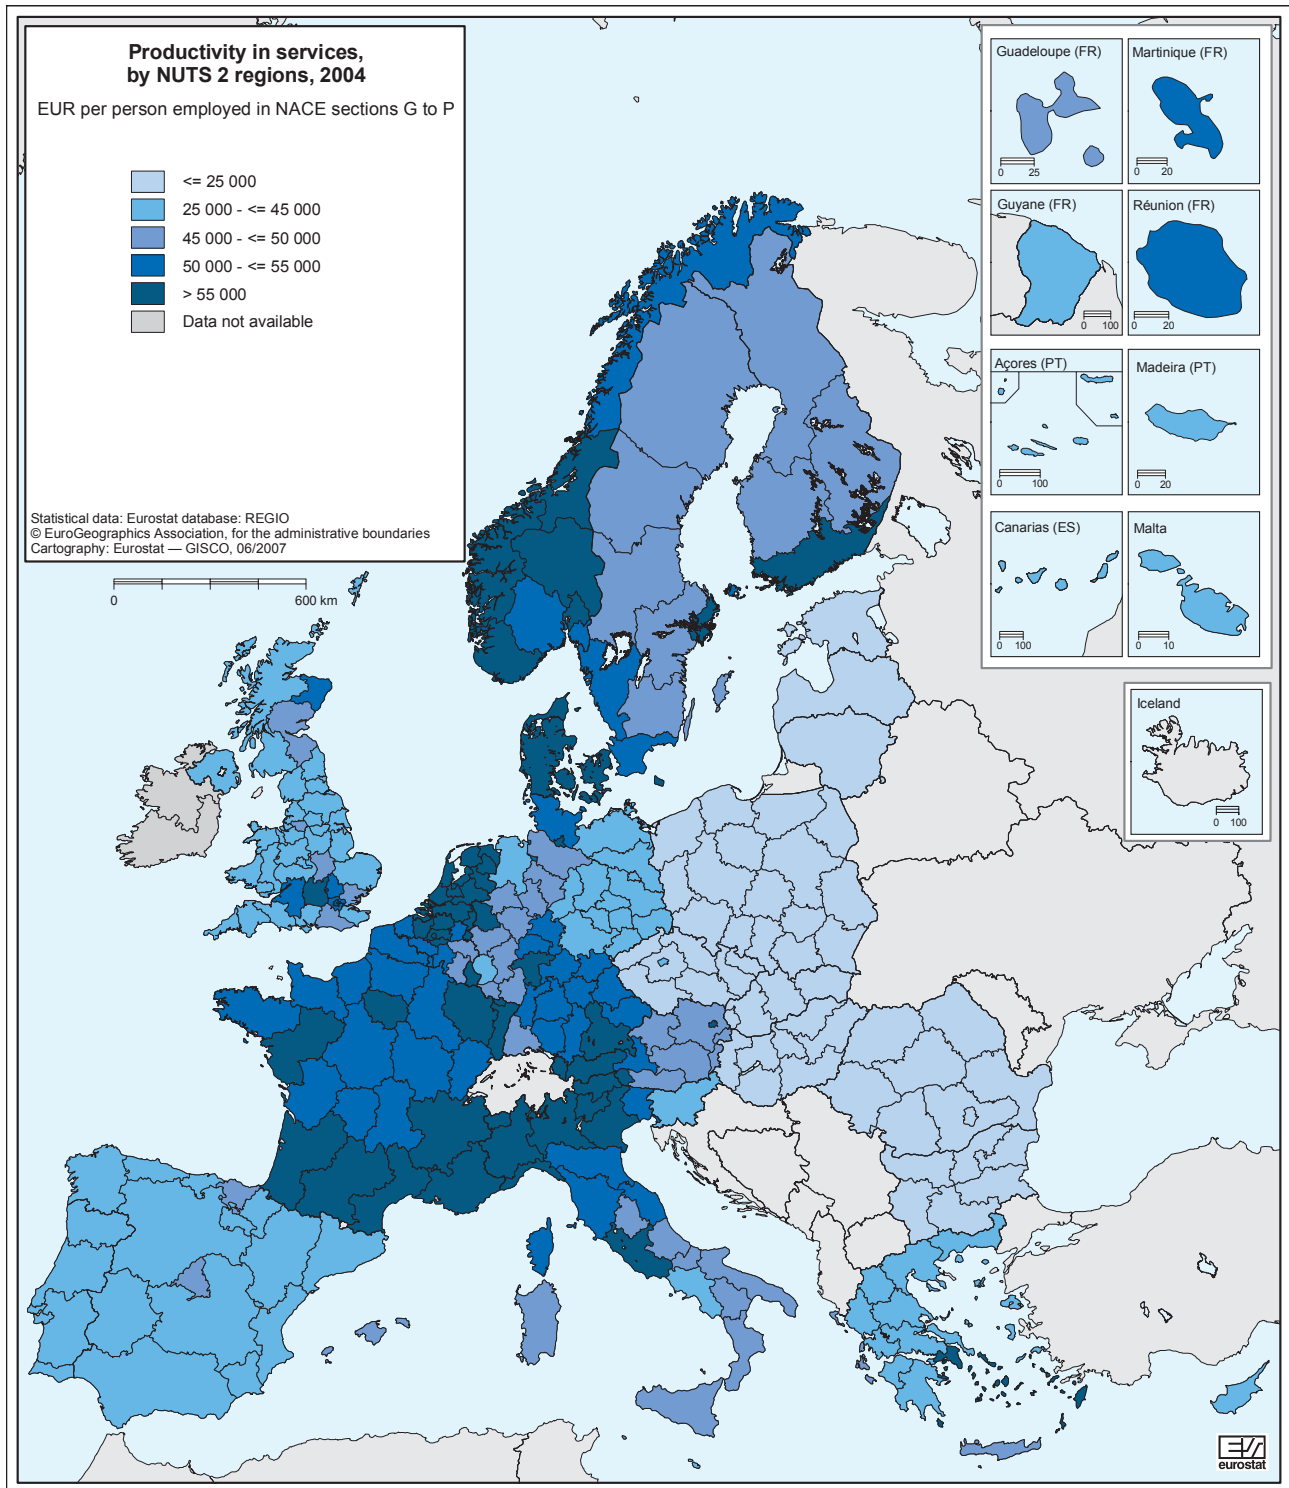 Productivity in services,
by NUTS 2 regions, 2004
EUR per person employed in NACE sections G to P
<= 25 000
25 000 - <= 45 000
45 000 - <= 50 000
50 000 - <= 55 000
> 55 000
Data not available
Statistical data: Eurostat database: REGIO
© EuroGeographics Association, for the administrative boundaries
Cartography: Eurostat — GISCO, 06/2007
0 600 km
Guadeloupe (FR)
0 25
Martinique (FR)
0 20
Guyane (FR)
0 100
Réunion (FR)
0 20
Açores (PT)
0 100
Madeira (PT)
0 20
Canarias (ES)
0 100
Malta
0 10
Iceland
0 100
eurostat